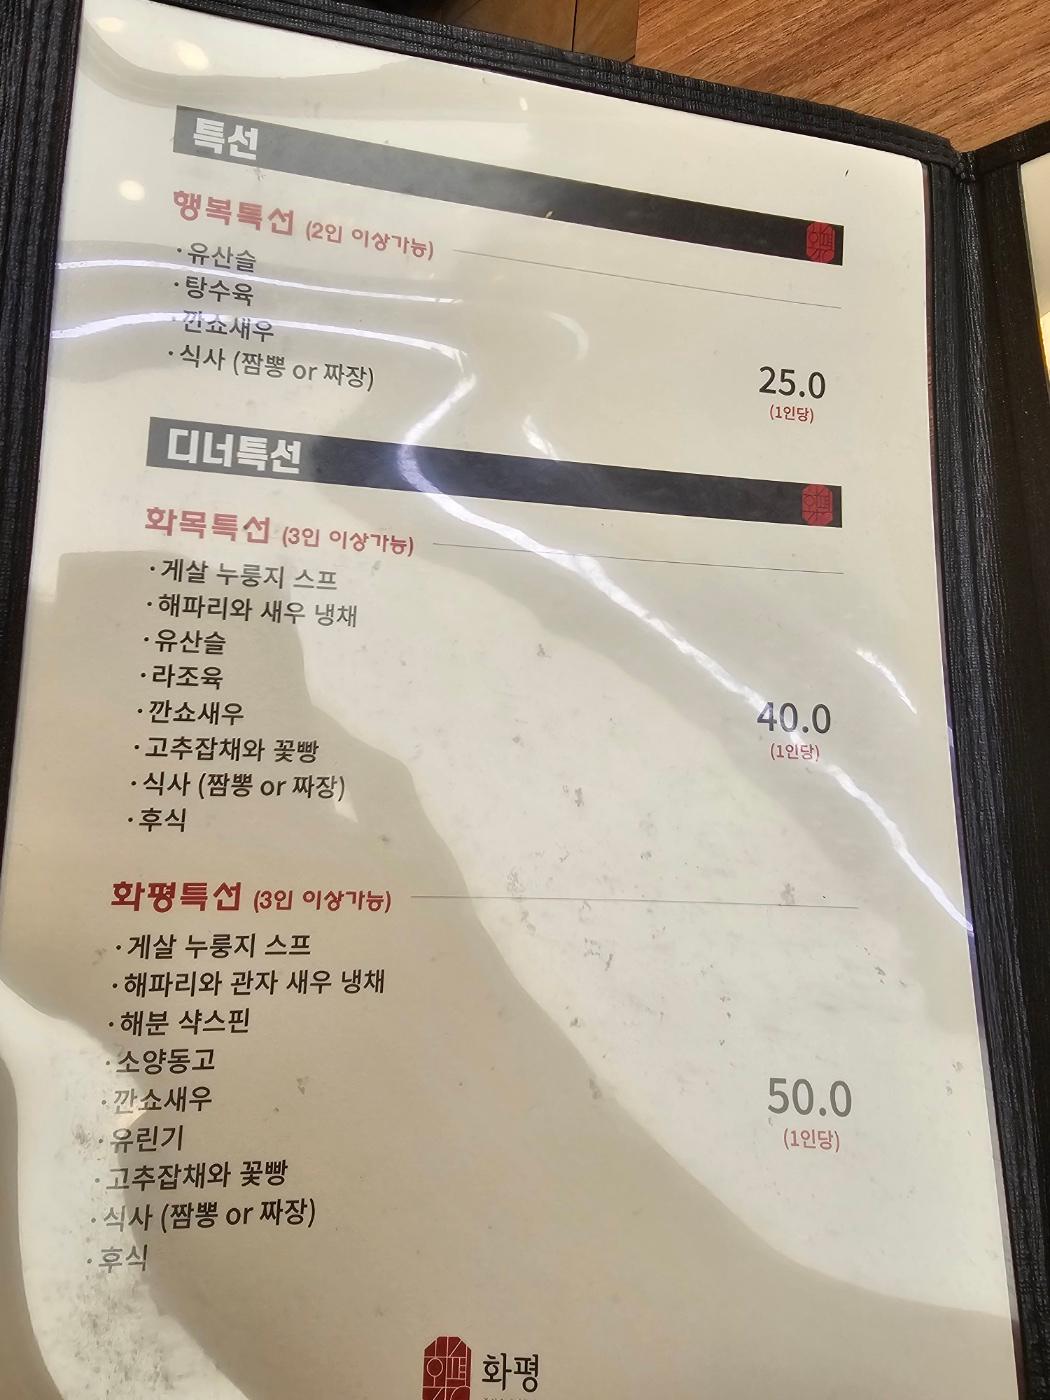 특선
행복특선 (2인 이상가능)
·유산슬
·탕수육
·깐쇼새우
·식사 (짬뽕 or 짜장)
25.0
(1인당)
디너특선
화목특선 (3인 이상가능)
·게살 누룽지 스프
·해파리와 새우 냉채
·유산슬
·라조육
·깐쇼새우
·고추잡채와 꽃빵
·식사 (짬뽕 or 짜장)
·후식
40.0
(1인당)
화평특선 (3인 이상가능)
·게살 누룽지 스프
·해파리와 관자 새우 냉채
·해분 샥스핀
·소양동고
·깐쇼새우
·유린기
·고추잡채와 꽃빵
·식사 (짬뽕 or 짜장)
·후식
50.0
(1인당)
화평